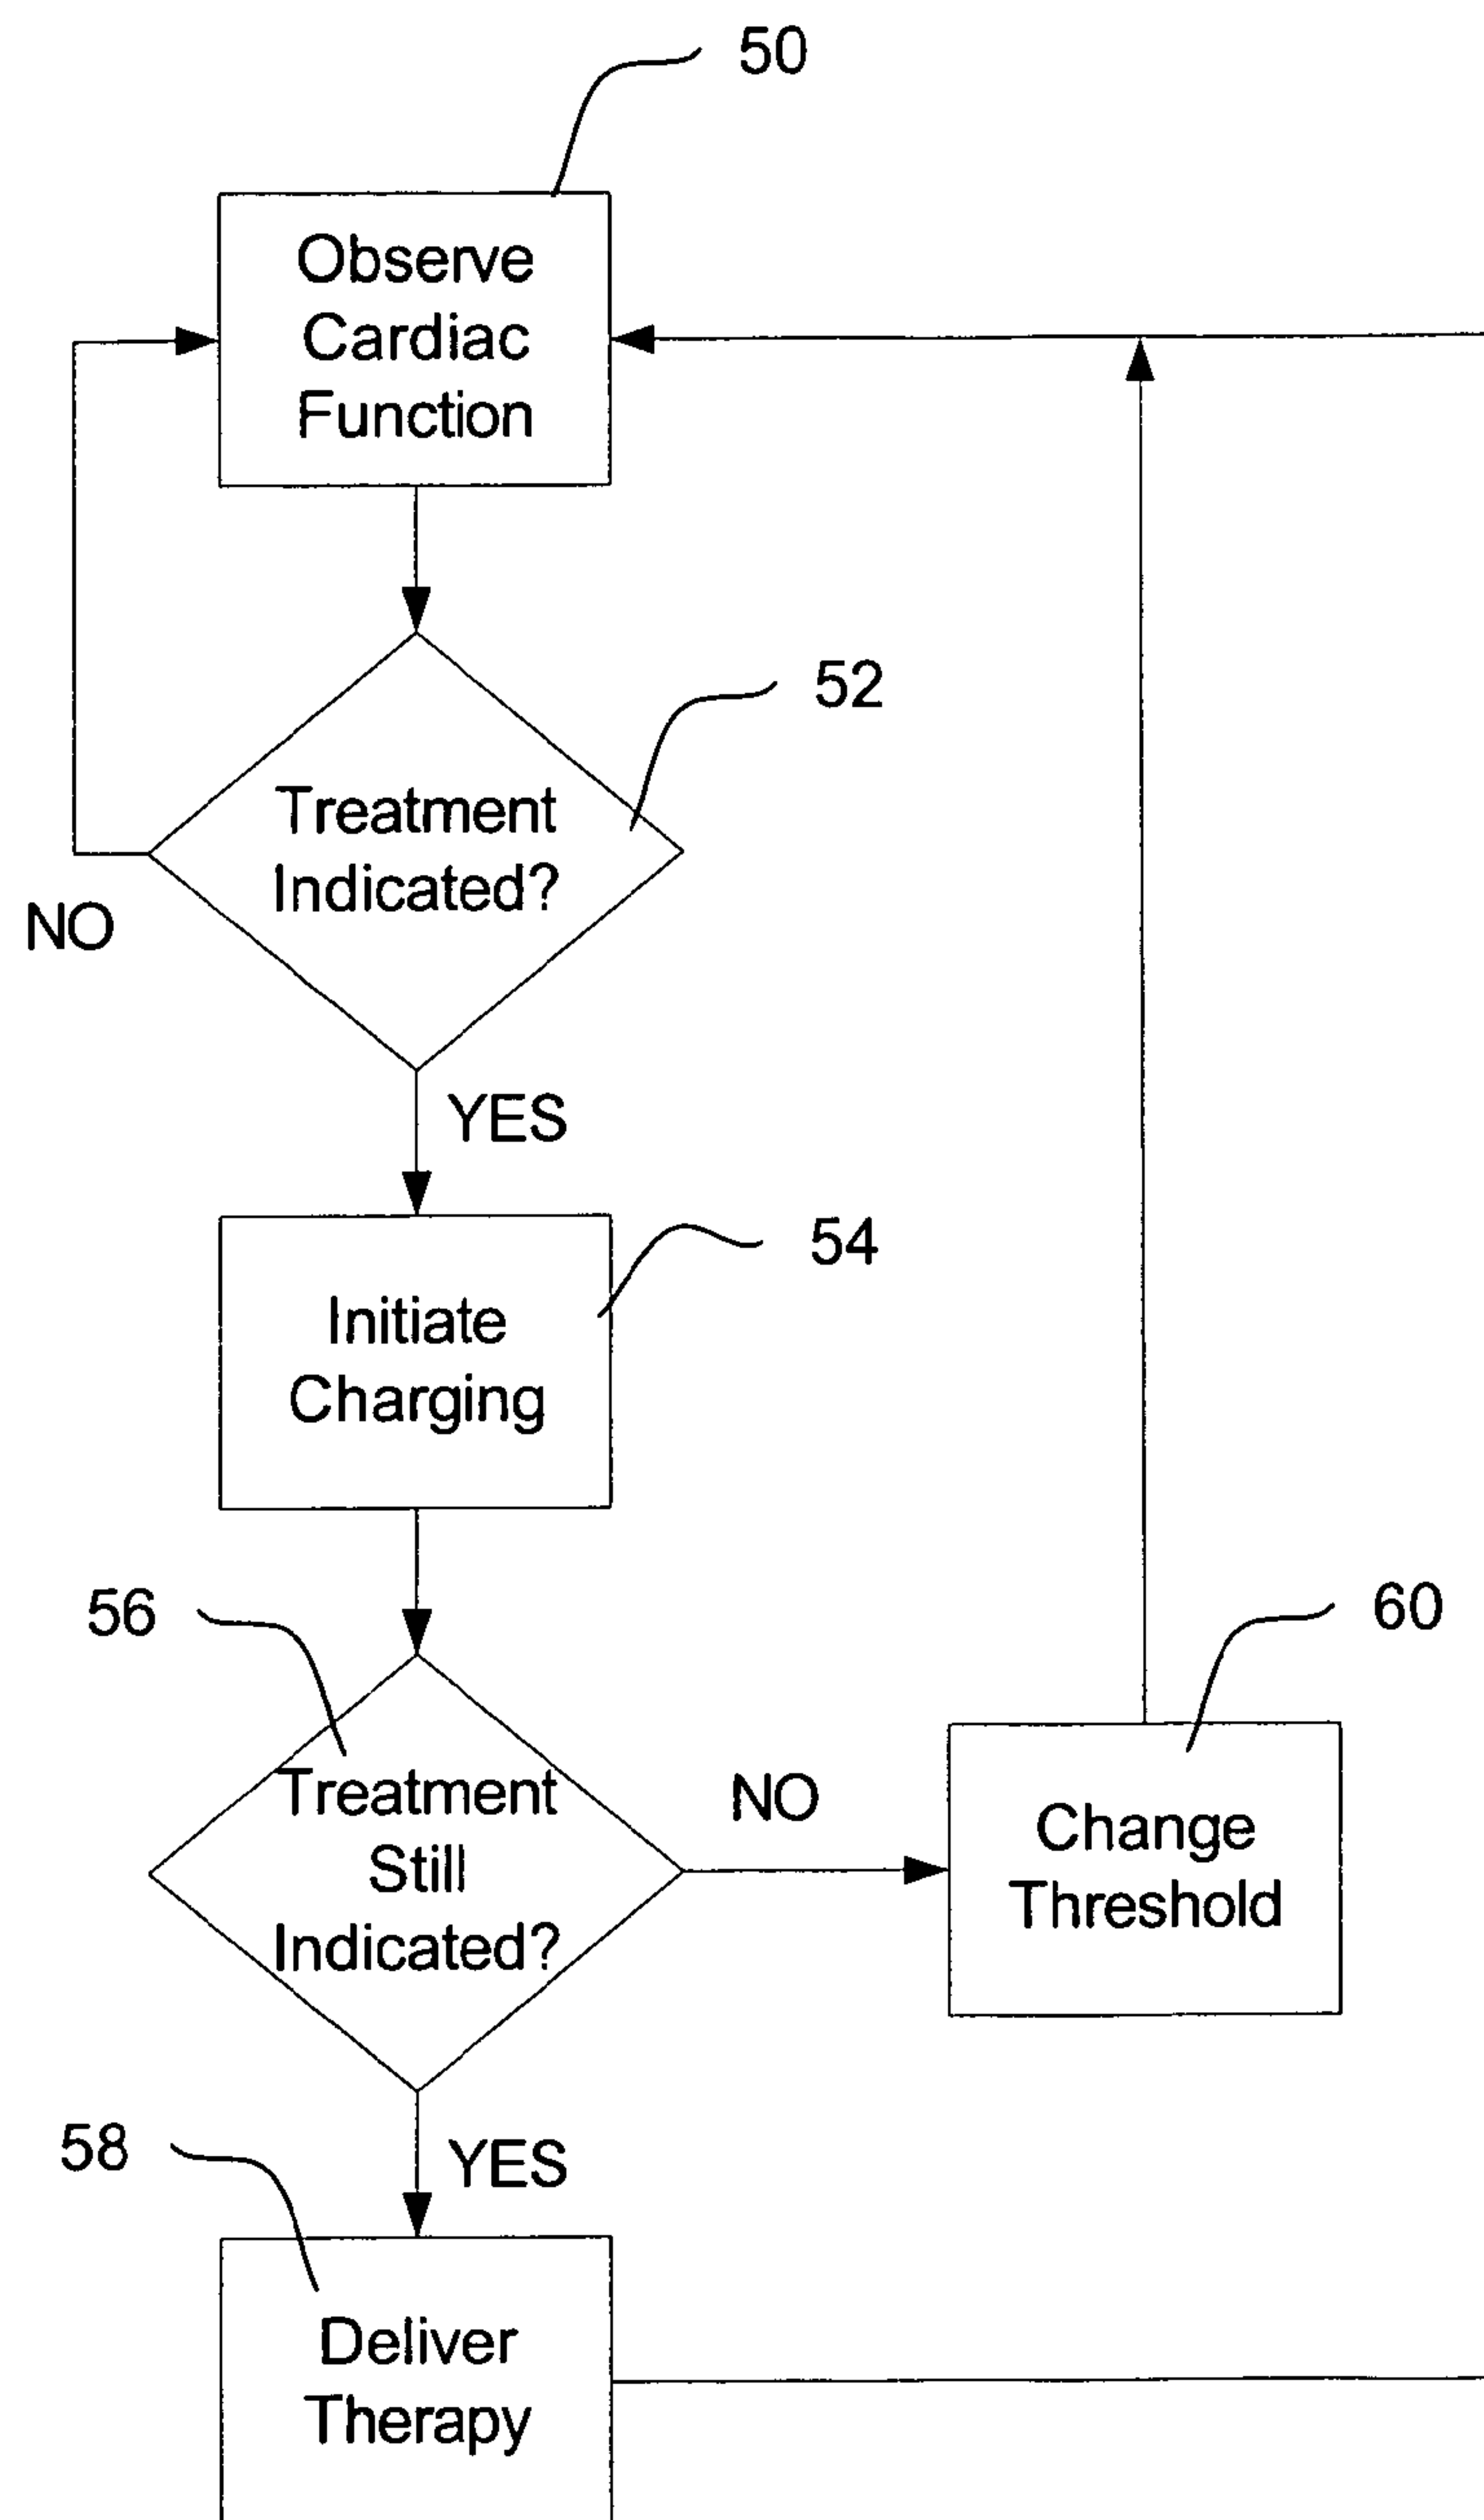 50
Observe
Cardiac
Function
52
Treatment
Indicated?
NO
YES
54
Initiate
Charging
56
60
Treatment
Still
Indicated?
NO
Change
Threshold
58
YES
Deliver
Therapy